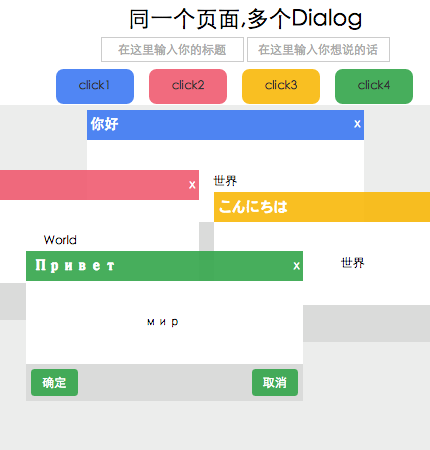 同一个页面,多个Dialog
在这里输入你的标题 在这里输入你想说的话
click1 click2 click3 click4
你好 x
x
世界
こんにちは
World
Привет x
世界
мир
确定 取消